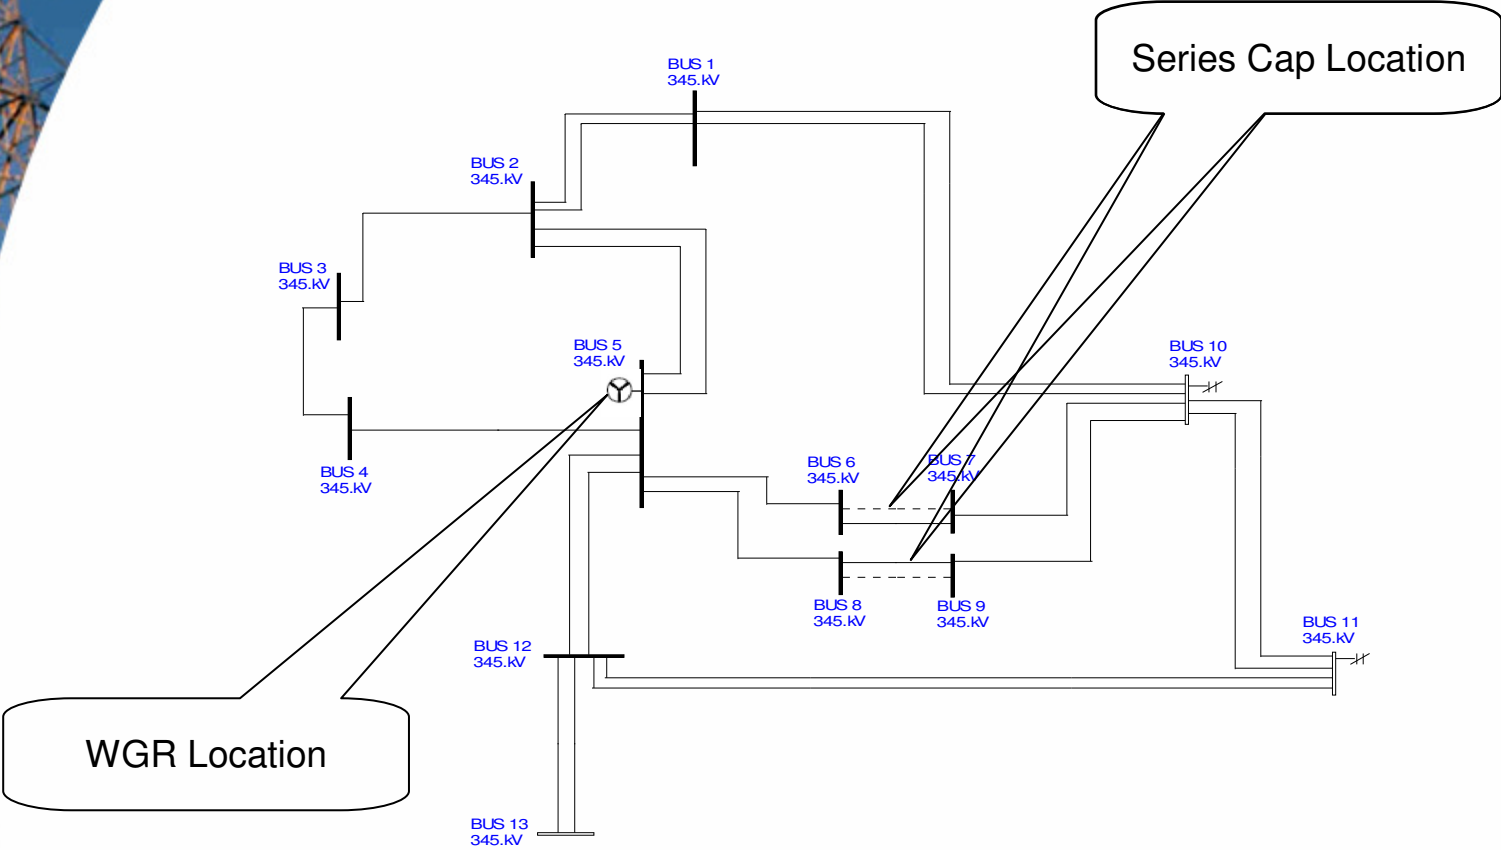 Series Cap Location
BUS 1
345.kV
BUS 2
345.kV
BUS 3
345.kV
BUS 5
345.kV
BUS 10
345.kV
BUS 4
345.kV
BUS 6
345.kV
BUS 7
345.kV
BUS 8
345.kV
BUS 9
345.kV
BUS 11
345.kV
BUS 12
345.kV
WGR Location
BUS 13
345.kV